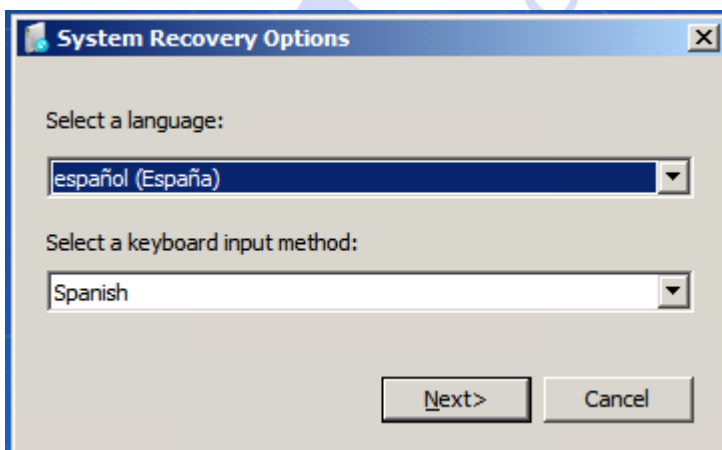 System Recovery Options
Select a language:
español (España)
Select a keyboard input method:
Spanish
Next> Cancel